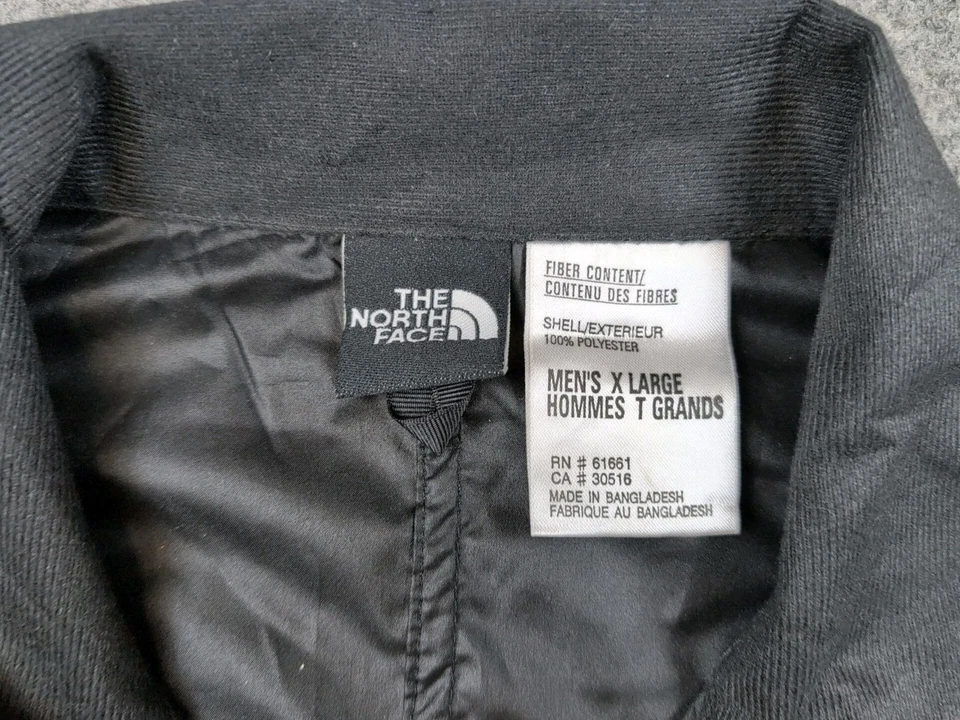 THE
NORTH
FACE
FIBER CONTENT/
CONTENU DES FIBRES
SHELL/EXTERIEUR
100% POLYESTER
MEN'S X LARGE
HOMMES T GRANDS
RN # 61661
CA # 30516
MADE IN BANGLADESH
FABRIQUE AU BANGLADESH